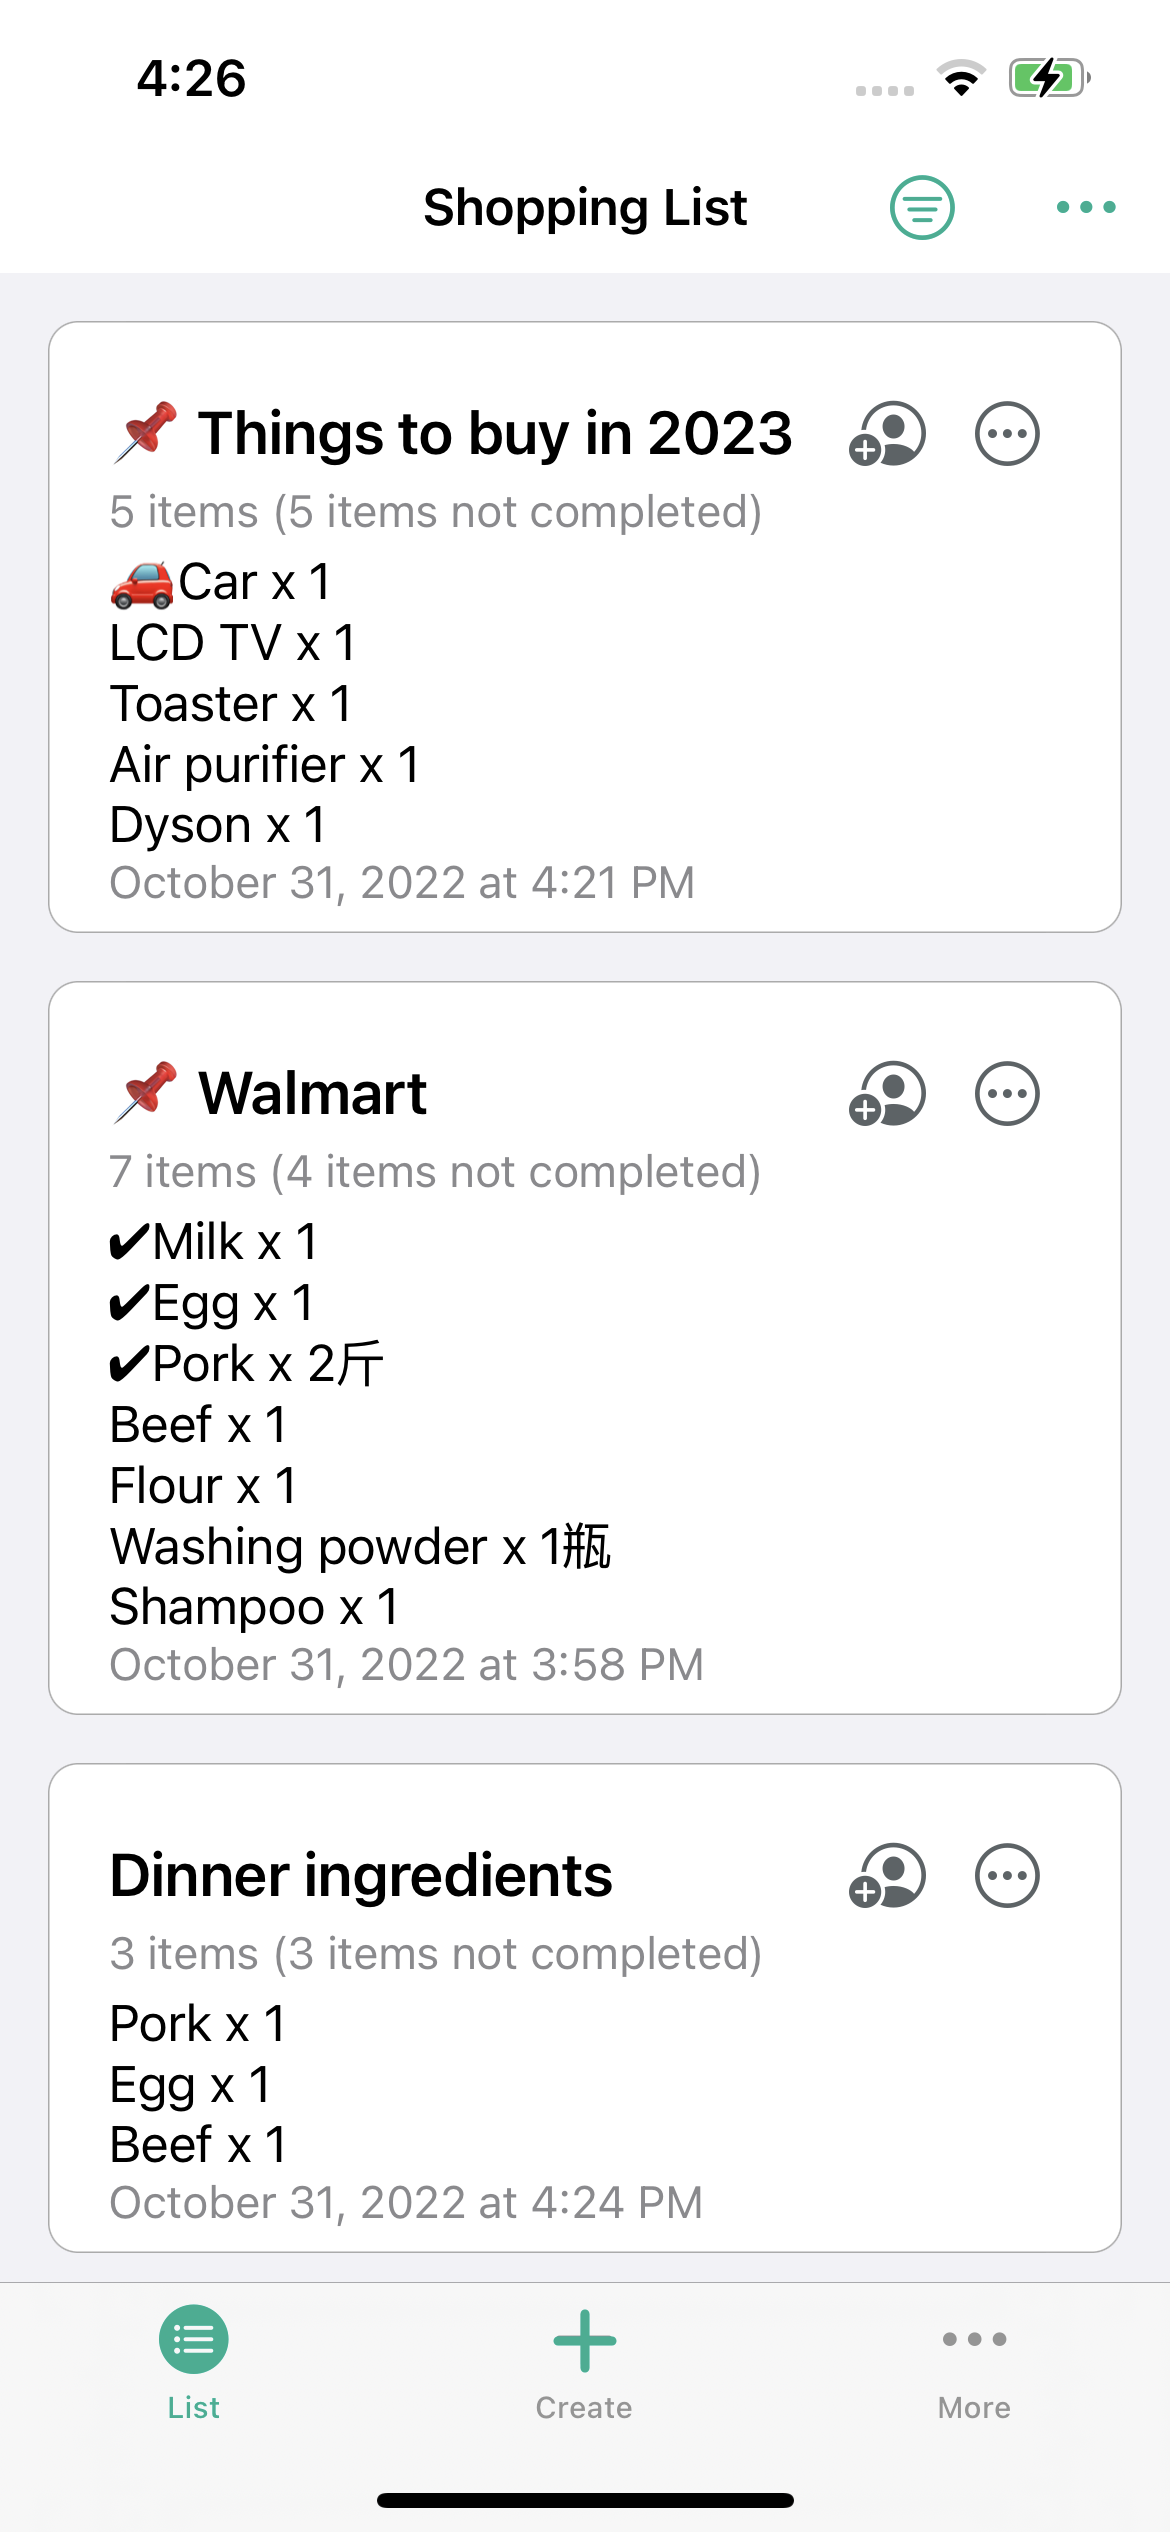 4:26
Shopping List
📌 Things to buy in 2023
5 items (5 items not completed)
🚗Car x 1
LCD TV x 1
Toaster x 1
Air purifier x 1
Dyson x 1
October 31, 2022 at 4:21 PM
📌 Walmart
7 items (4 items not completed)
✔Milk x 1
✔Egg x 1
✔Pork x 2斤
Beef x 1
Flour x 1
Washing powder x 1瓶
Shampoo x 1
October 31, 2022 at 3:58 PM
Dinner ingredients
3 items (3 items not completed)
Pork x 1
Egg x 1
Beef x 1
October 31, 2022 at 4:24 PM
List
Create
More